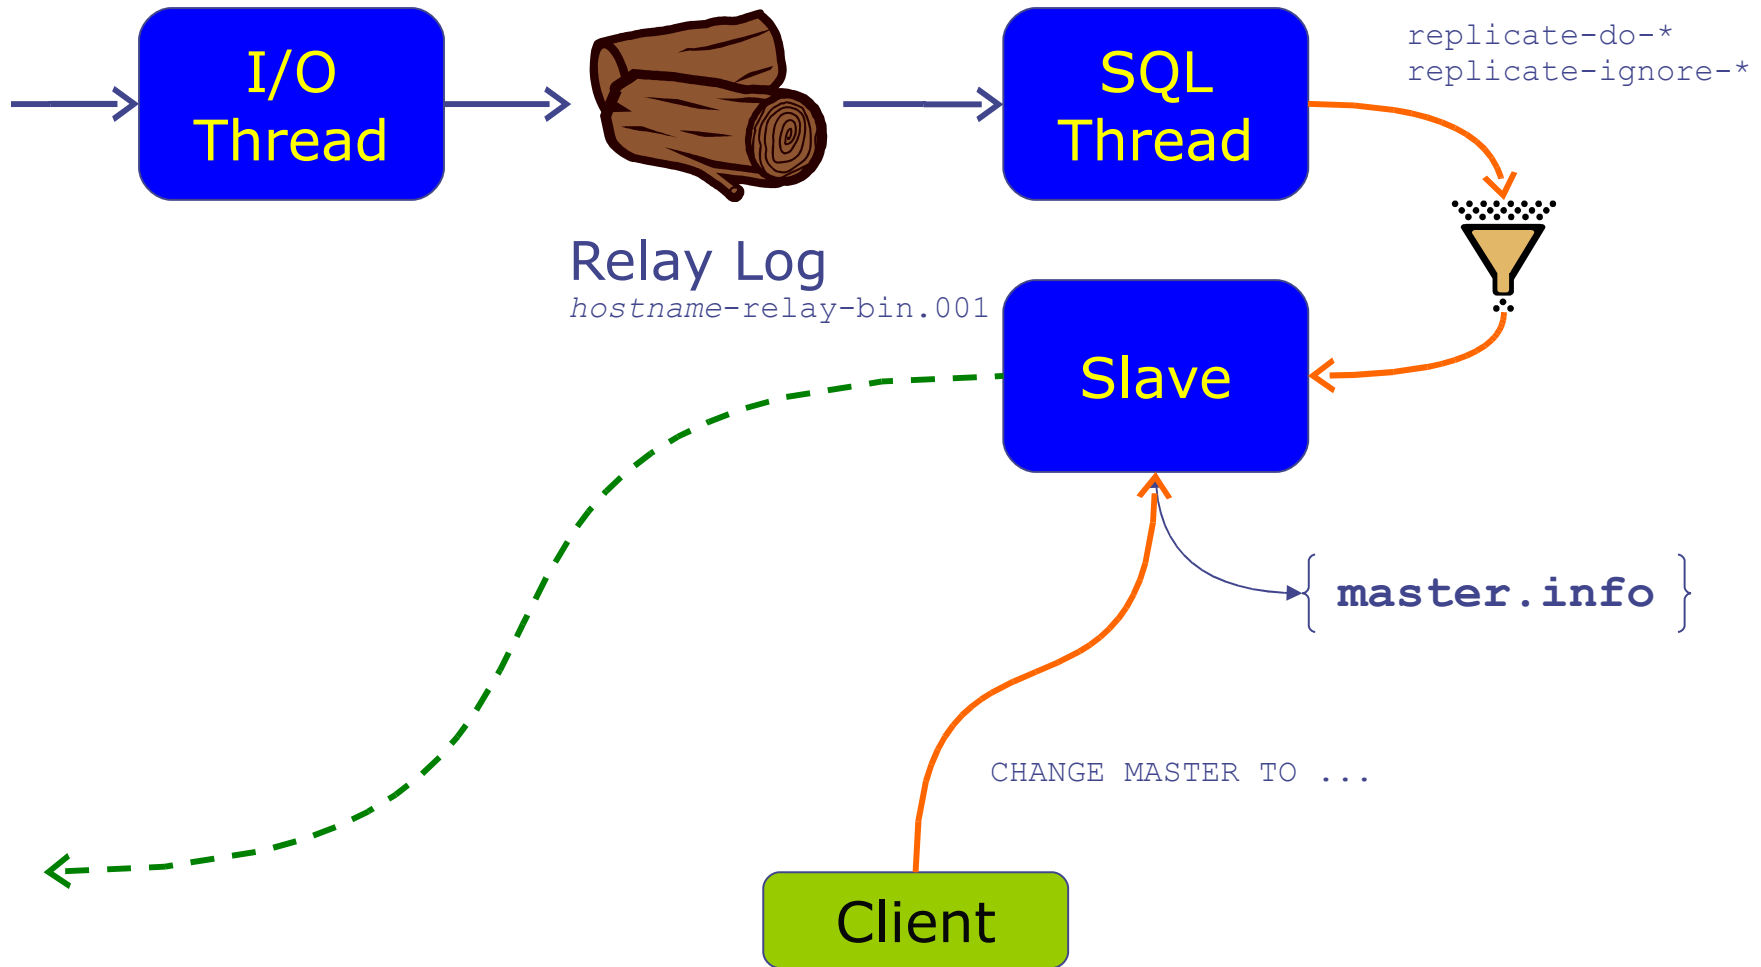 I/O
Thread
SQL
Thread
replicate-do-*
replicate-ignore-*
Relay Log
hostname-relay-bin.001
Slave
master.info
CHANGE MASTER TO ...
Client